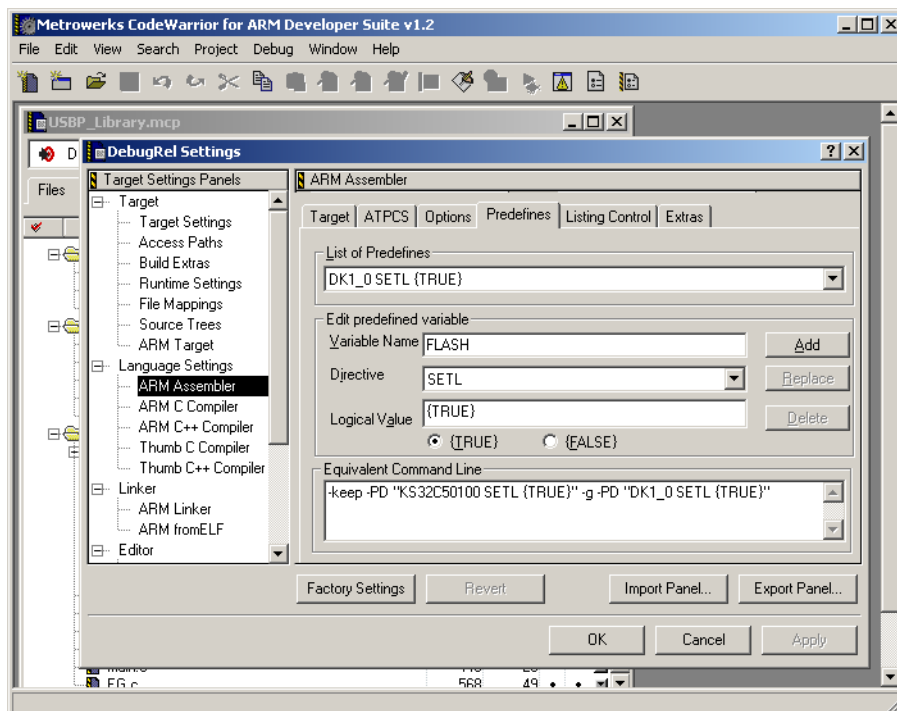 Metrowerks CodeWarrior for ARM Developer Suite v1.2
File Edit View Search Project Debug Window Help
USBP_Library.mcp
D
DebugRel Settings
Files
Target Settings Panels
Target
Target Settings
Access Paths
Build Extras
Runtime Settings
File Mappings
Source Trees
ARM Target
Language Settings
ARM Assembler
ARM C Compiler
ARM C++ Compiler
Thumb C Compiler
Thumb C++ Compiler
Linker
ARM Linker
ARM fromELF
Editor
ARM Assembler
Target ATPCS Options Predefines Listing Control Extras
List of Predefines
DK1_0 SETL {TRUE}
Edit predefined variable
Variable Name FLASH Add
Directive SETL Replace
Logical Value {TRUE} Delete
{TRUE} {FALSE}
Equivalent Command Line
-keep -PD "KS32C50100 SETL {TRUE}" -g -PD "DK1_0 SETL {TRUE}"
Factory Settings Revert Import Panel... Export Panel...
OK Cancel Apply
568 49